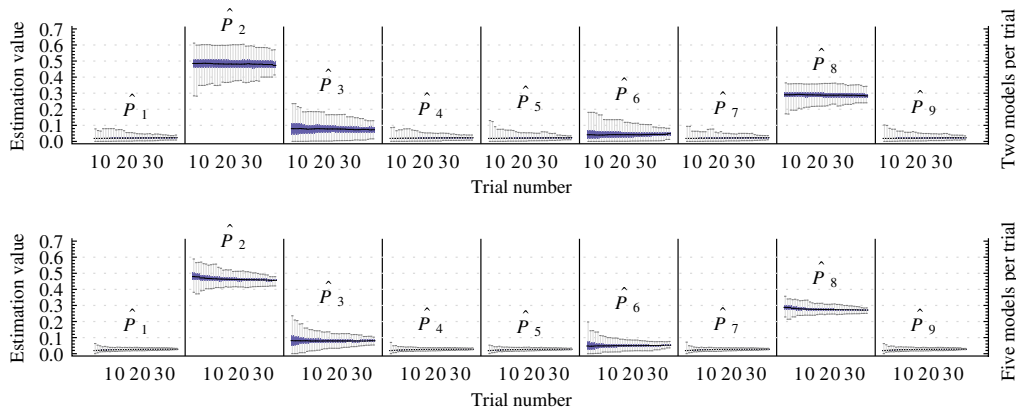 Two models per trial
Estimation value
0.7
0.6
0.5
0.4
0.3
0.2
0.1
0.0
P̂ 1
P̂ 2
P̂ 3
P̂ 4
P̂ 5
P̂ 6
P̂ 7
P̂ 8
P̂ 9
10 20 30 10 20 30 10 20 30 10 20 30 10 20 30 10 20 30 10 20 30 10 20 30 10 20 30
Trial number
Five models per trial
Estimation value
0.7
0.6
0.5
0.4
0.3
0.2
0.1
0.0
P̂ 1
P̂ 2
P̂ 3
P̂ 4
P̂ 5
P̂ 6
P̂ 7
P̂ 8
P̂ 9
10 20 30 10 20 30 10 20 30 10 20 30 10 20 30 10 20 30 10 20 30 10 20 30 10 20 30
Trial number